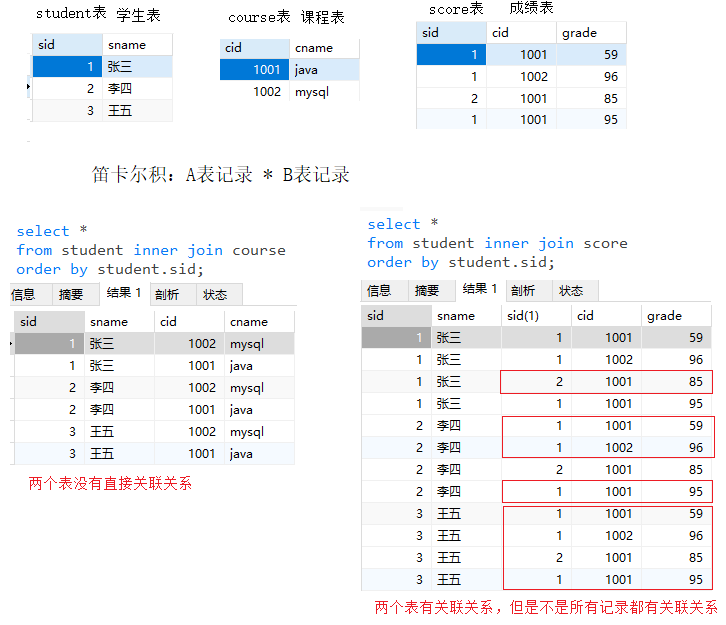 student表 学生表
sid sname
1 张三
2 李四
3 王五
course表 课程表
cid cname
1001 java
1002 mysql
score表 成绩表
sid cid grade
1 1001 59
1 1002 96
2 1001 85
1 1001 95
笛卡尔积：A表记录 * B表记录
select *
from student inner join course
order by student.sid;
信息 摘要 结果 1 剖析 状态
sid sname cid cname
1 张三 1002 mysql
1 张三 1001 java
2 李四 1002 mysql
2 李四 1001 java
3 王五 1002 mysql
3 王五 1001 java
两个表没有直接关联关系
select *
from student inner join score
order by student.sid;
信息 摘要 结果 1 剖析 状态
sid sname sid(1) cid grade
1 张三 1 1001 59
1 张三 1 1002 96
1 张三 2 1001 85
1 张三 1 1001 95
2 李四 1 1001 59
2 李四 1 1002 96
2 李四 2 1001 85
2 李四 1 1001 95
3 王五 1 1001 59
3 王五 1 1002 96
3 王五 2 1001 85
3 王五 1 1001 95
两个表有关联关系，但是不是所有记录都有关联关系